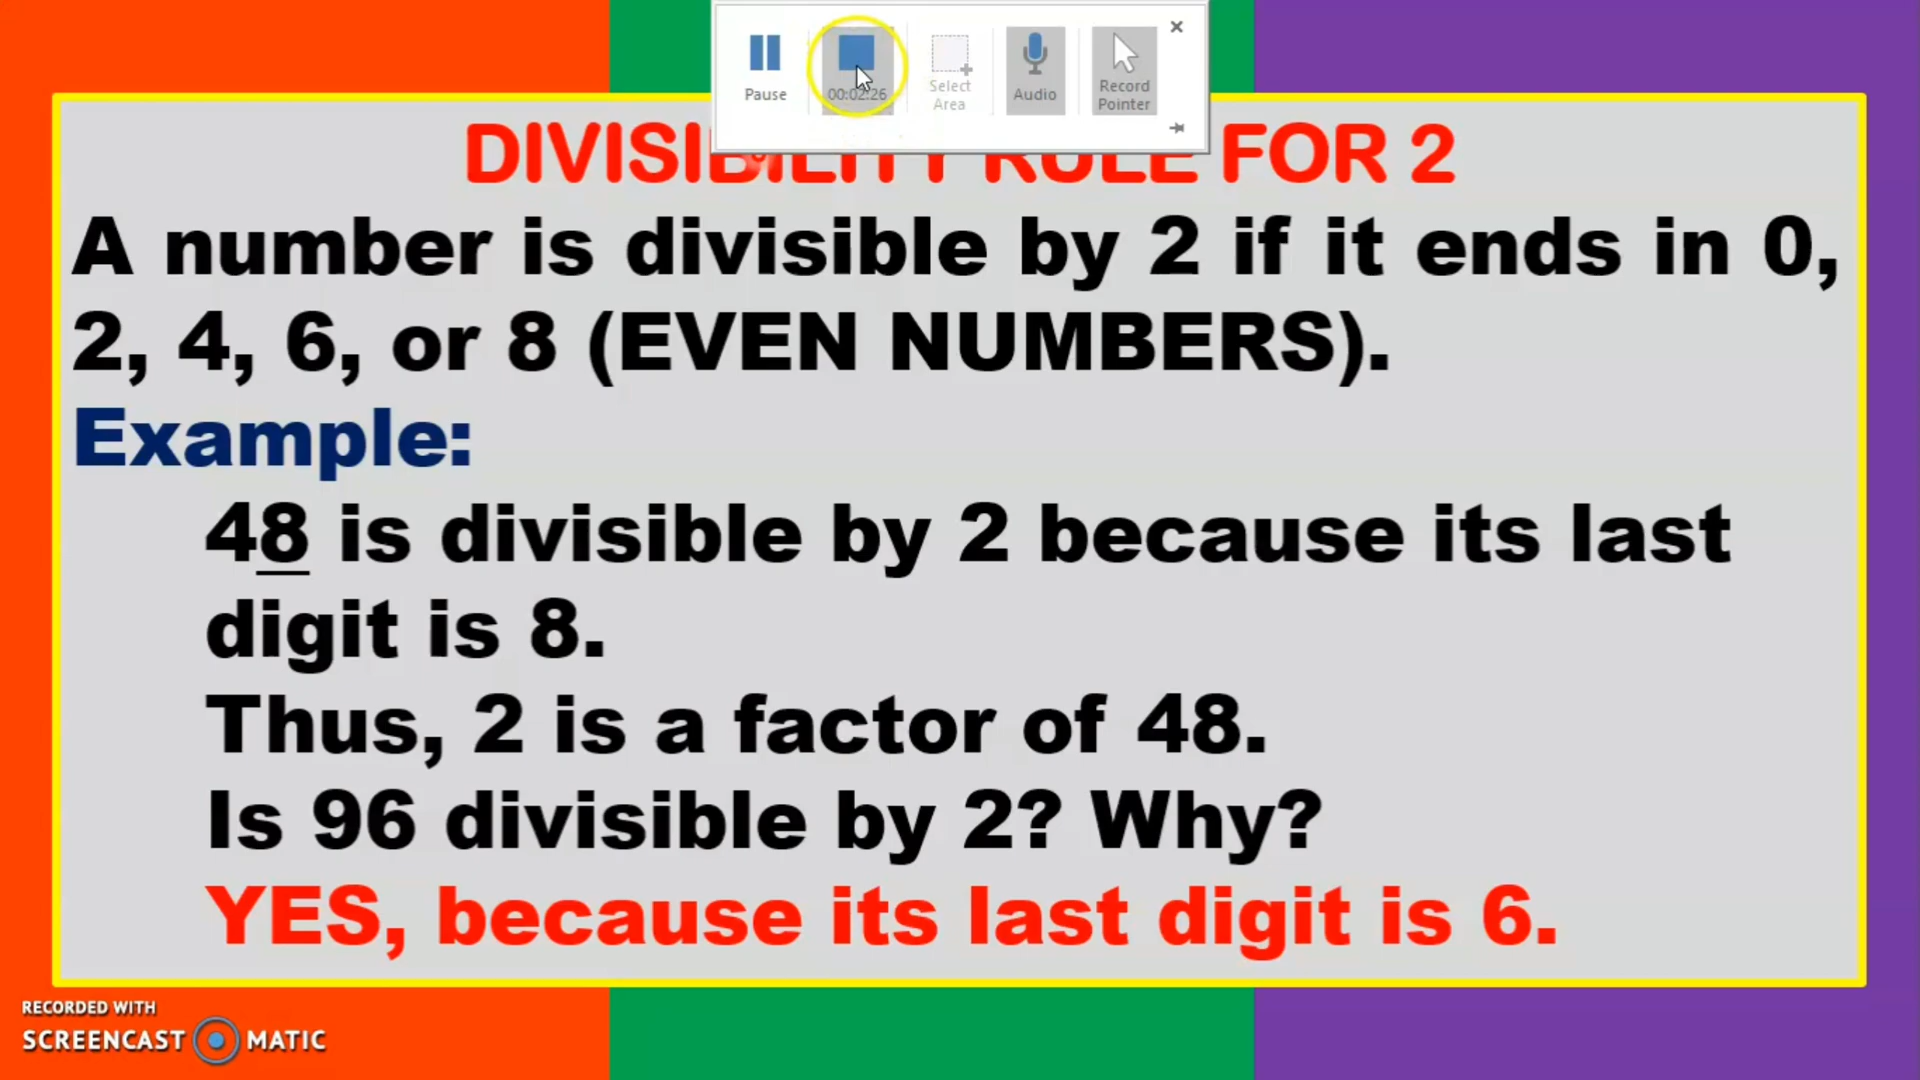 Pause
00:02:26
Select
Area
Audio
Record
Pointer
DIVISIBILITY RULE FOR 2
A number is divisible by 2 if it ends in 0,
2, 4, 6, or 8 (EVEN NUMBERS).
Example:
48 is divisible by 2 because its last
digit is 8.
Thus, 2 is a factor of 48.
Is 96 divisible by 2? Why?
YES, because its last digit is 6.
RECORDED WITH
SCREENCAST MATIC